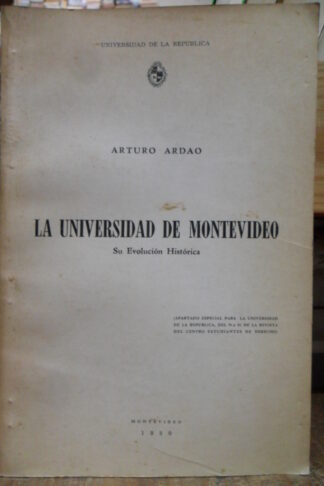 UNIVERSIDAD DE LA REPUBLICA
ARTURO ARDAO
LA UNIVERSIDAD DE MONTEVIDEO
Su Evolución Histórica
(APARTADO ESPECIAL PARA LA UNIVERSIDAD
DE LA REPUBLICA, DEL DE LA REVISTA
DEL CENTRO ESTUDIANTES DE DERECHO)
MONTEVIDEO
1950